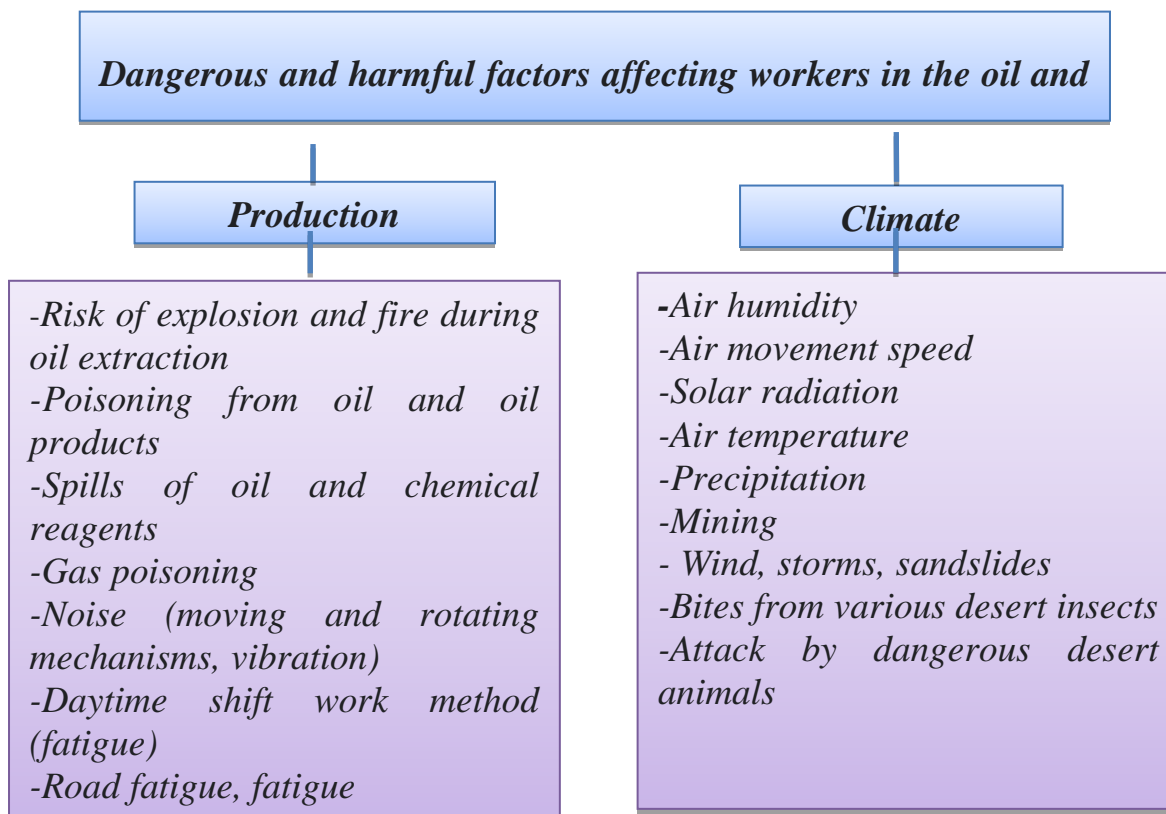 Dangerous and harmful factors affecting workers in the oil and
Production
-Risk of explosion and fire during
oil extraction
-Poisoning from oil and oil
products
-Spills of oil and chemical
reagents
-Gas poisoning
-Noise (moving and rotating
mechanisms, vibration)
-Daytime shift work method
(fatigue)
-Road fatigue, fatigue
Climate
-Air humidity
-Air movement speed
-Solar radiation
-Air temperature
-Precipitation
-Mining
- Wind, storms, sandslides
-Bites from various desert insects
-Attack by dangerous desert
animals